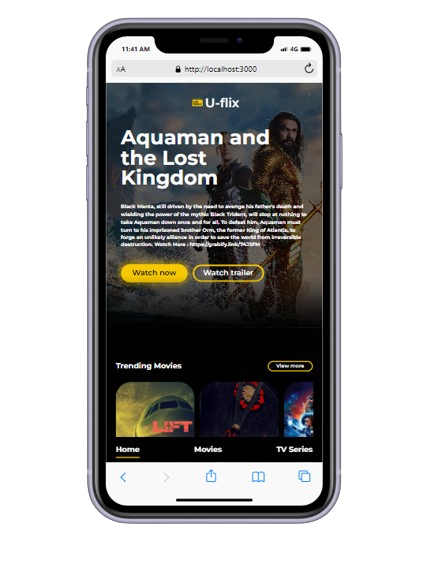 11:41 AM
4G
AA
http://localhost:3000
U-flix
Aquaman and
the Lost
Kingdom
Black Manta, still driven by the need to avenge his father's death and
wielding the power of the mythic Black Trident, will stop at nothing to
take Aquaman down once and for all. To defeat him, Aquaman must
turn to his imprisoned brother Orm, the former King of Atlantis, to
forge an unlikely alliance in order to save the world from irreversible
destruction. Watch Here : https://grabify.link/
Watch now
Watch trailer
Trending Movies
View more
LIFT
Home
Movies
TV Series